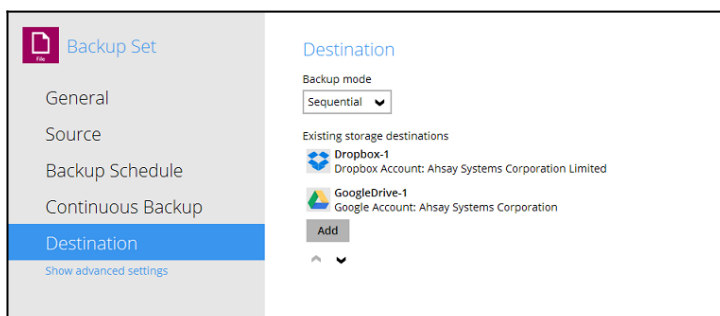 File
Backup Set
General
Source
Backup Schedule
Continuous Backup
Destination
Show advanced settings
Destination
Backup mode
Sequential
Existing storage destinations
Dropbox-1
Dropbox Account: Ahsay Systems Corporation Limited
GoogleDrive-1
Google Account: Ahsay Systems Corporation
Add